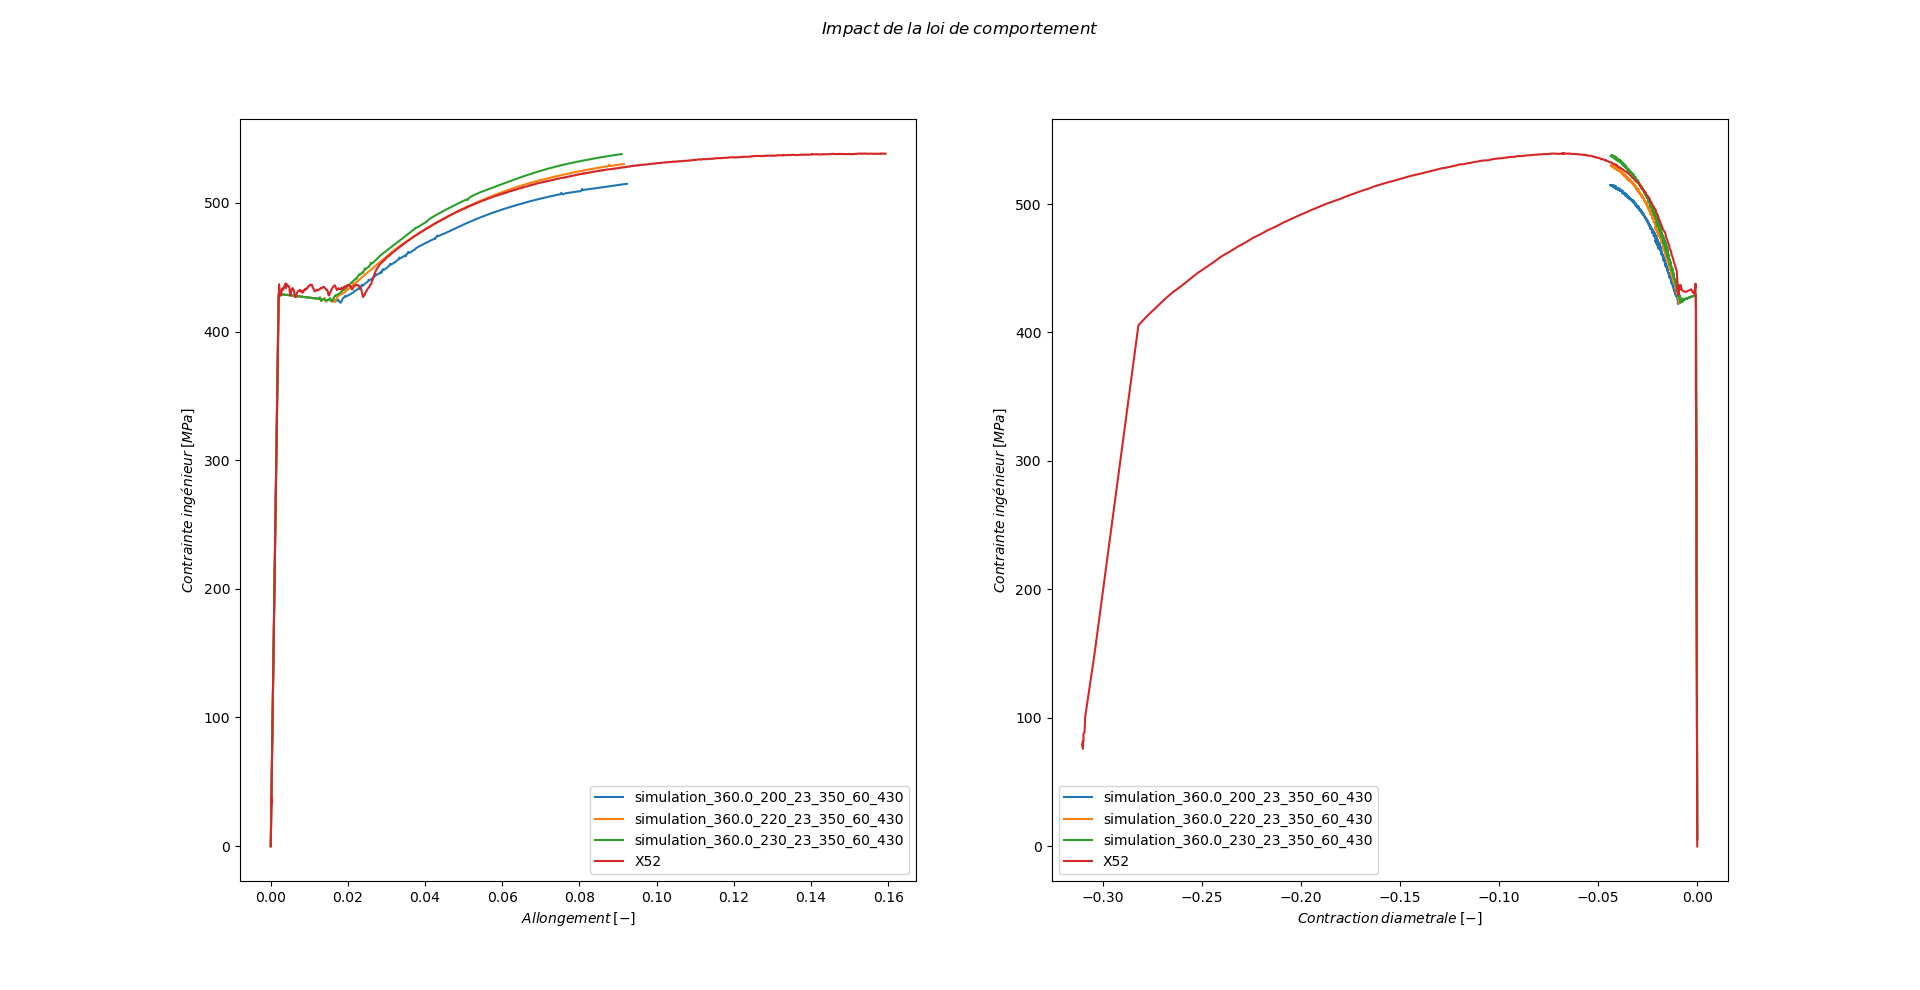 Impact de la loi de comportement
Contrainte ingénieur [MPa]
500
400
300
200
100
0
simulation_360.0_200_23_350_60_430
simulation_360.0_220_23_350_60_430
simulation_360.0_230_23_350_60_430
X52
0.00 0.02 0.04 0.06 0.08 0.10 0.12 0.14 0.16
Allongement [−]
Contrainte ingénieur [MPa]
500
400
300
200
100
0
simulation_360.0_200_23_350_60_430
simulation_360.0_220_23_350_60_430
simulation_360.0_230_23_350_60_430
X52
−0.30 −0.25 −0.20 −0.15 −0.10 −0.05 0.00
Contraction diametrale [−]